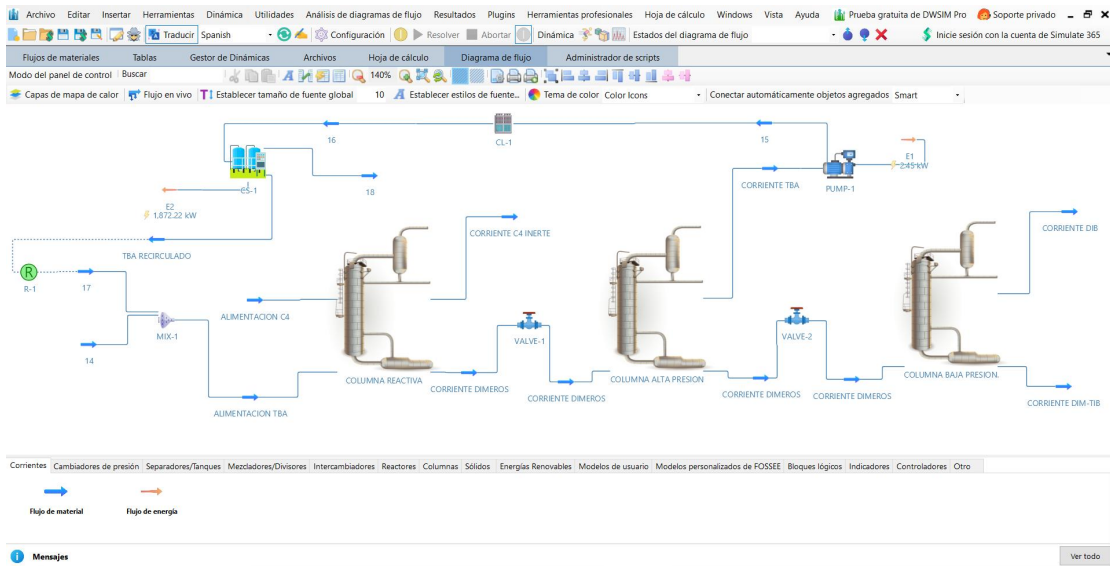 Archivo Editar Insertar Herramientas Dinámica Utilidades Análisis de diagramas de flujo Resultados Plugins Herramientas profesionales Hoja de cálculo Windows Vista Ayuda Prueba gratuita de DWSIM Pro Soporte privado
Traducir Spanish Configuración Resolver Abortar Dinámica Estados del diagrama de flujo Inicie sesión con la cuenta de Simulate 365
Flujos de materiales Tablas Gestor de Dinámicas Archivos Hoja de cálculo Diagrama de flujo Administrador de scripts
Modo del panel de control Buscar 140%
Capas de mapa de calor Flujo en vivo Establecer tamaño de fuente global 10 Establecer estilos de fuente... Tema de color Color Icons Conectar automáticamente objetos agregados Smart
16
CL-1
15
E1
2.45 kW
CS-1
18
CORRIENTE TBA
PUMP-1
E2
1,872.22 kW
CORRIENTE C4 INERTE
CORRIENTE DIB
TBA RECIRCULADO
R
R-1
17
ALIMENTACION C4
MIX-1
VALVE-1
VALVE-2
14
COLUMNA REACTIVA
CORRIENTE DIMEROS
CORRIENTE DIMEROS
COLUMNA ALTA PRESION
CORRIENTE DIMEROS
CORRIENTE DIMEROS
COLUMNA BAJA PRESION.
CORRIENTE DIM-TIB
ALIMENTACION TBA
Corrientes Cambiadores de presión Separadores/Tanques Mezcladores/Divisores Intercambiadores Reactores Columnas Sólidos Energías Renovables Modelos de usuario Modelos personalizados de FOSSEE Bloques lógicos Indicadores Controladores Otro
Flujo de material Flujo de energía
Mensajes Ver todo